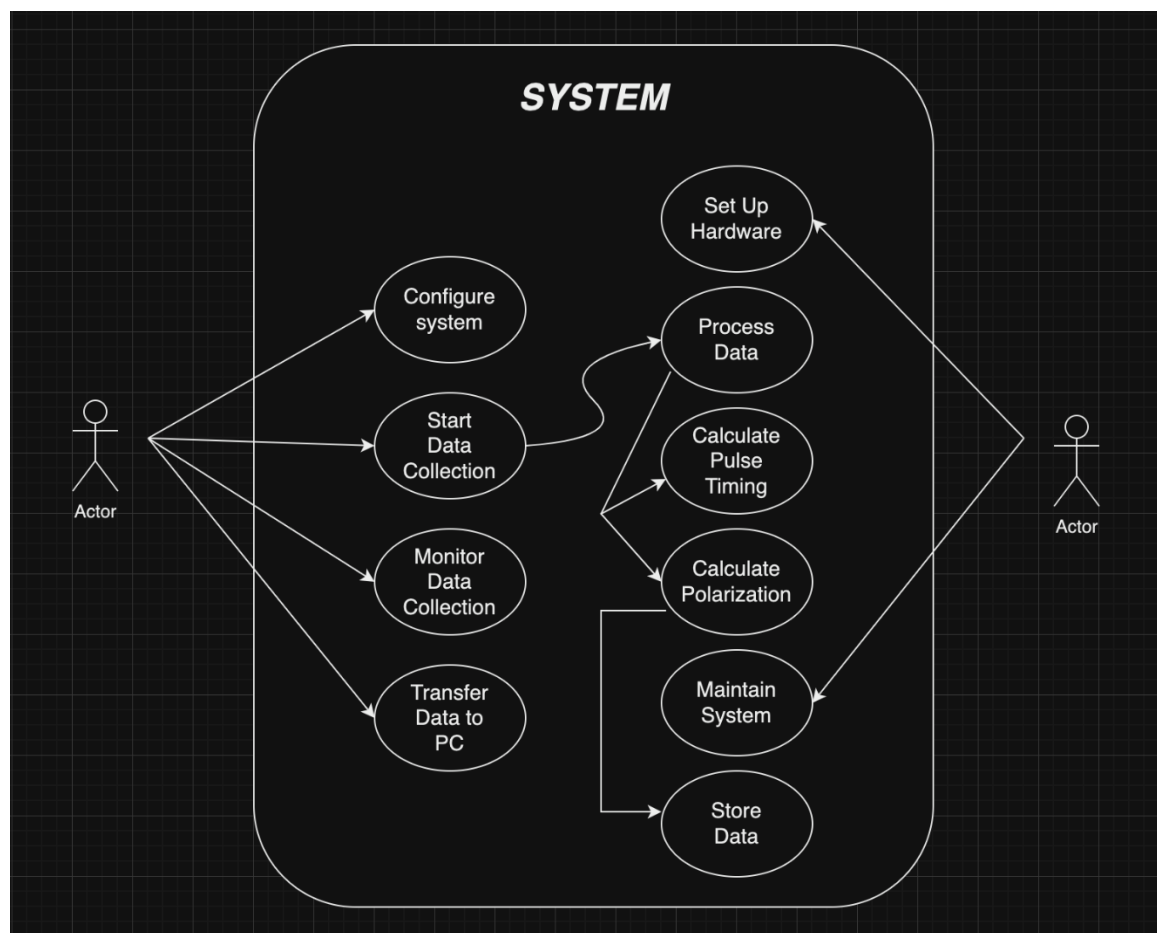 SYSTEM
Set Up
Hardware
Configure
system
Process
Data
Start
Data
Collection
Calculate
Pulse
Timing
Actor
Actor
Monitor
Data
Collection
Calculate
Polarization
Transfer
Data to
PC
Maintain
System
Store
Data